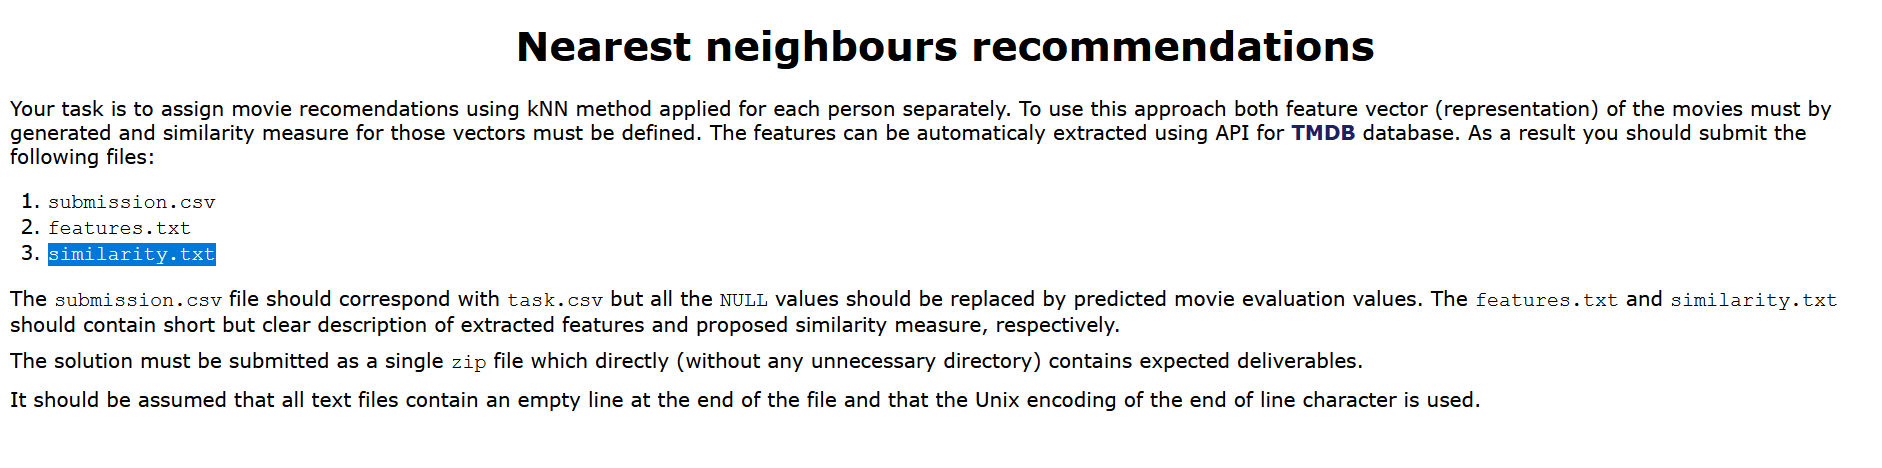 Nearest neighbours recommendations
Your task is to assign movie recomendations using kNN method applied for each person separately. To use this approach both feature vector (representation) of the movies must by
generated and similarity measure for those vectors must be defined. The features can be automaticaly extracted using API for TMDB database. As a result you should submit the
following files:
1. submission.csv
2. features.txt
3. similarity.txt
The submission.csv file should correspond with task.csv but all the NULL values should be replaced by predicted movie evaluation values. The features.txt and similarity.txt
should contain short but clear description of extracted features and proposed similarity measure, respectively.
The solution must be submitted as a single zip file which directly (without any unnecessary directory) contains expected deliverables.
It should be assumed that all text files contain an empty line at the end of the file and that the Unix encoding of the end of line character is used.